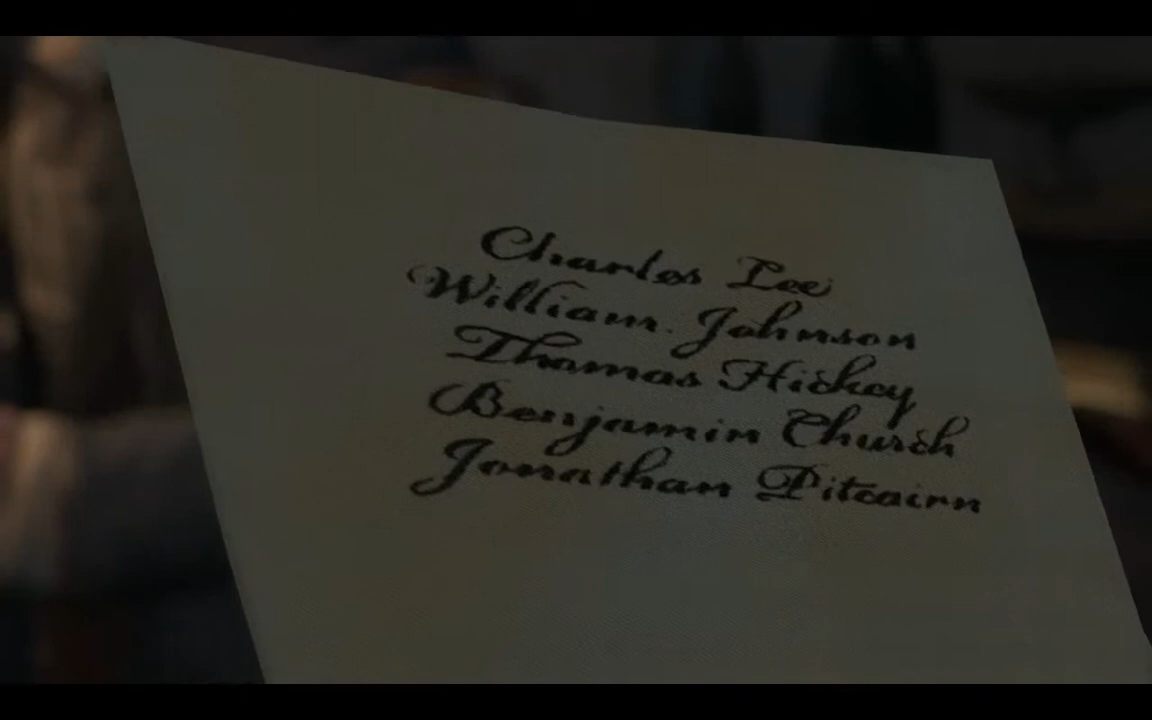 Charles Lee
William Johnson
Thomas Hickey
Benjamin Church
Jonathan Pitcairn